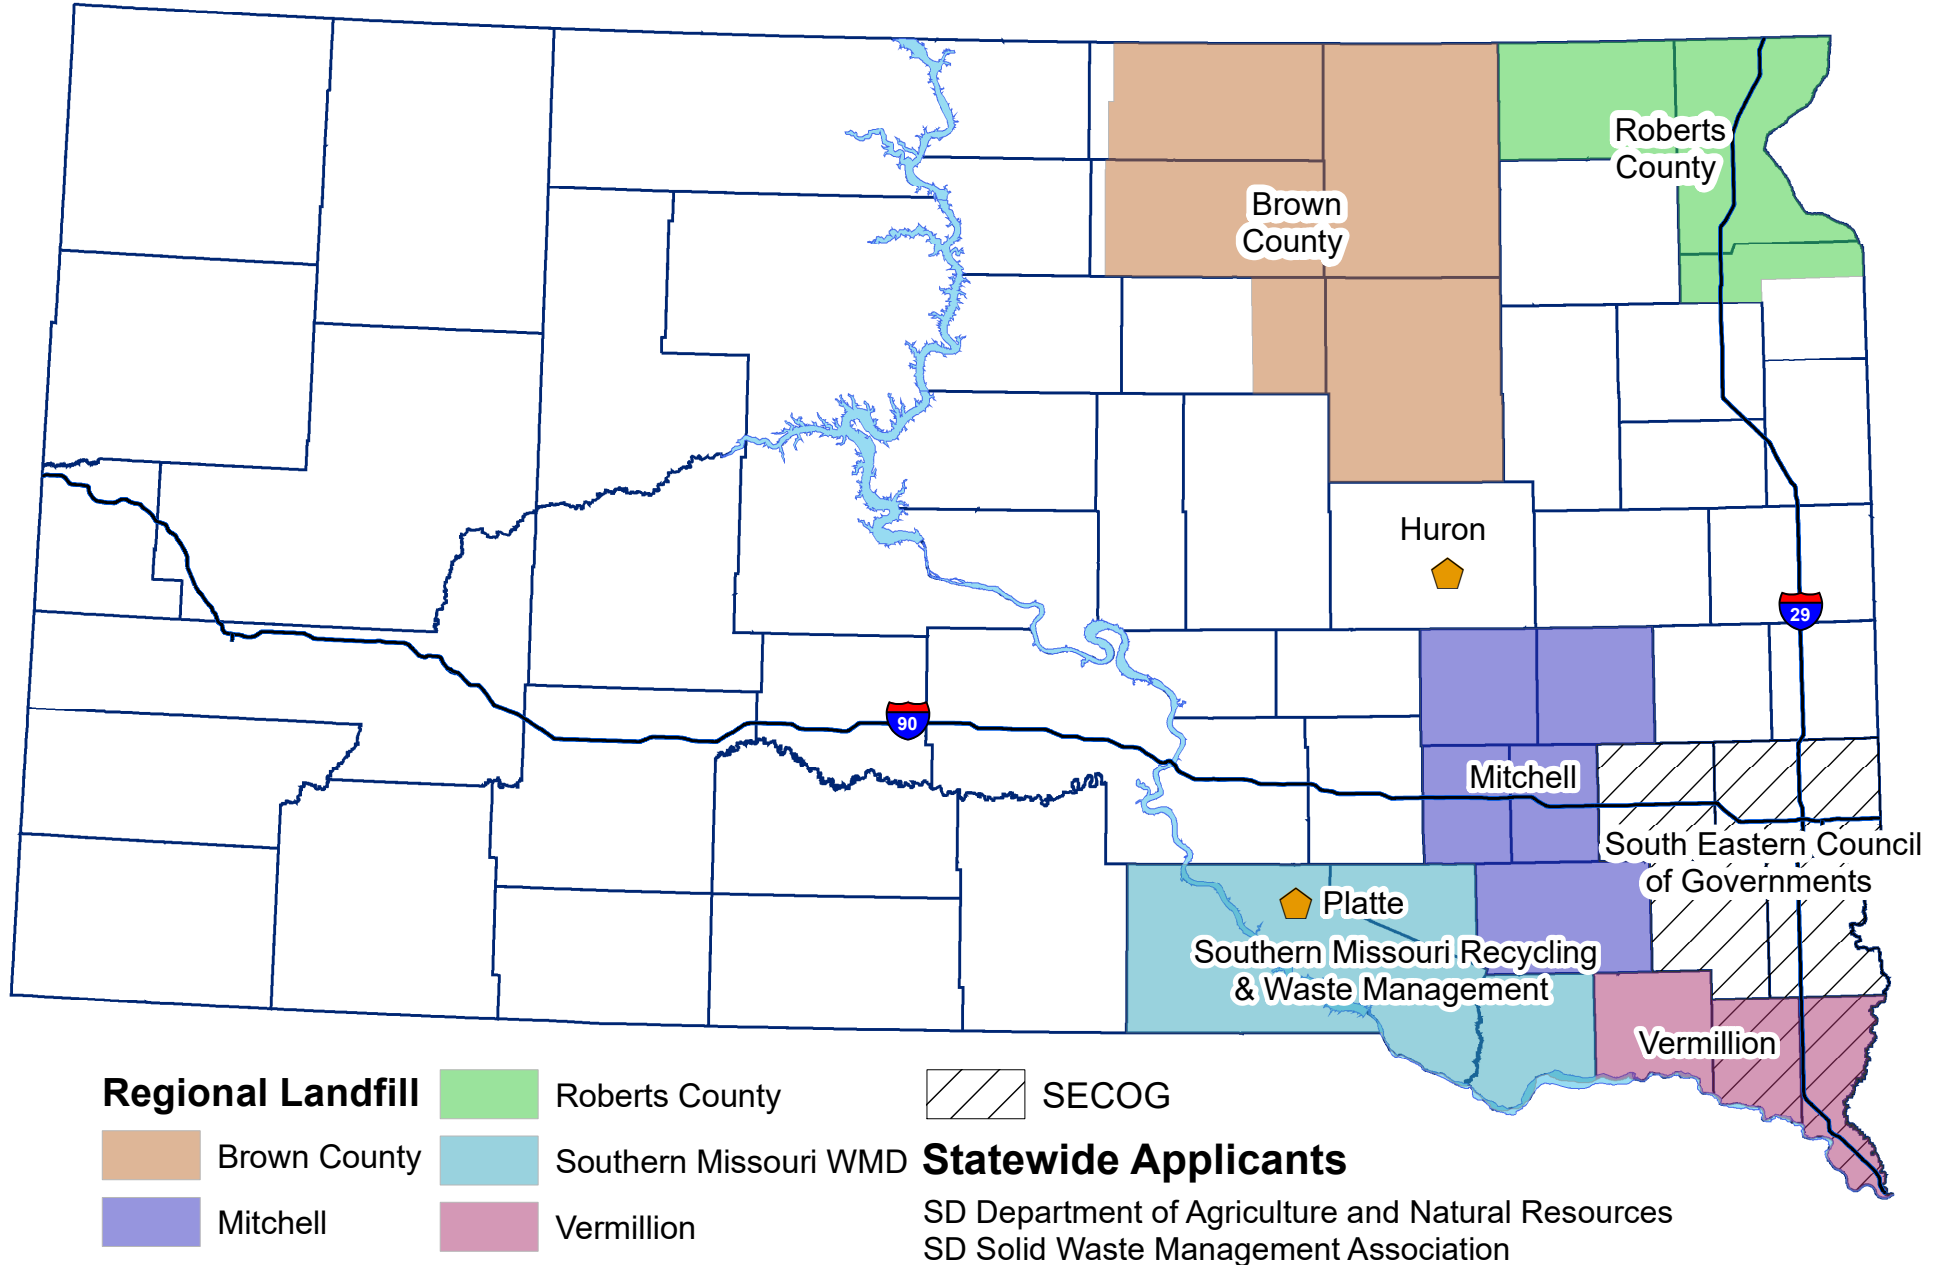 Roberts
County
Brown
County
Huron
29
90
Mitchell
South Eastern Council
of Governments
Platte
Southern Missouri Recycling
& Waste Management
Vermillion
Regional Landfill
Brown County
Mitchell
Roberts County
Southern Missouri WMD
Vermillion
SECOG
Statewide Applicants
SD Department of Agriculture and Natural Resources
SD Solid Waste Management Association